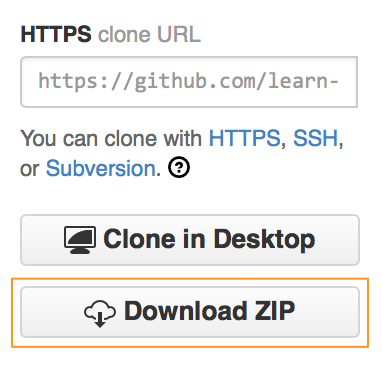 HTTPS clone URL
https://github.com/learn-
You can clone with HTTPS, SSH,
or Subversion. ?
Clone in Desktop
Download ZIP